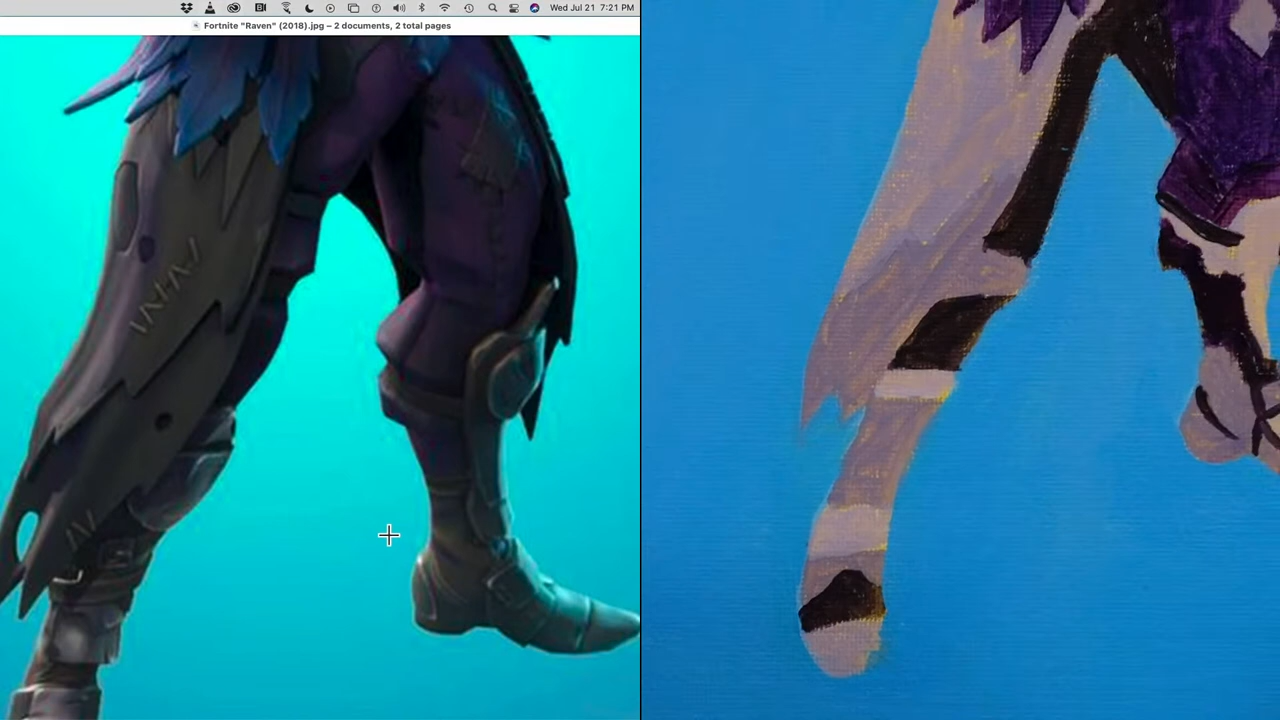 Wed Jul 21 7:21 PM
Fortnite "Raven" (2018).jpg – 2 documents, 2 total pages